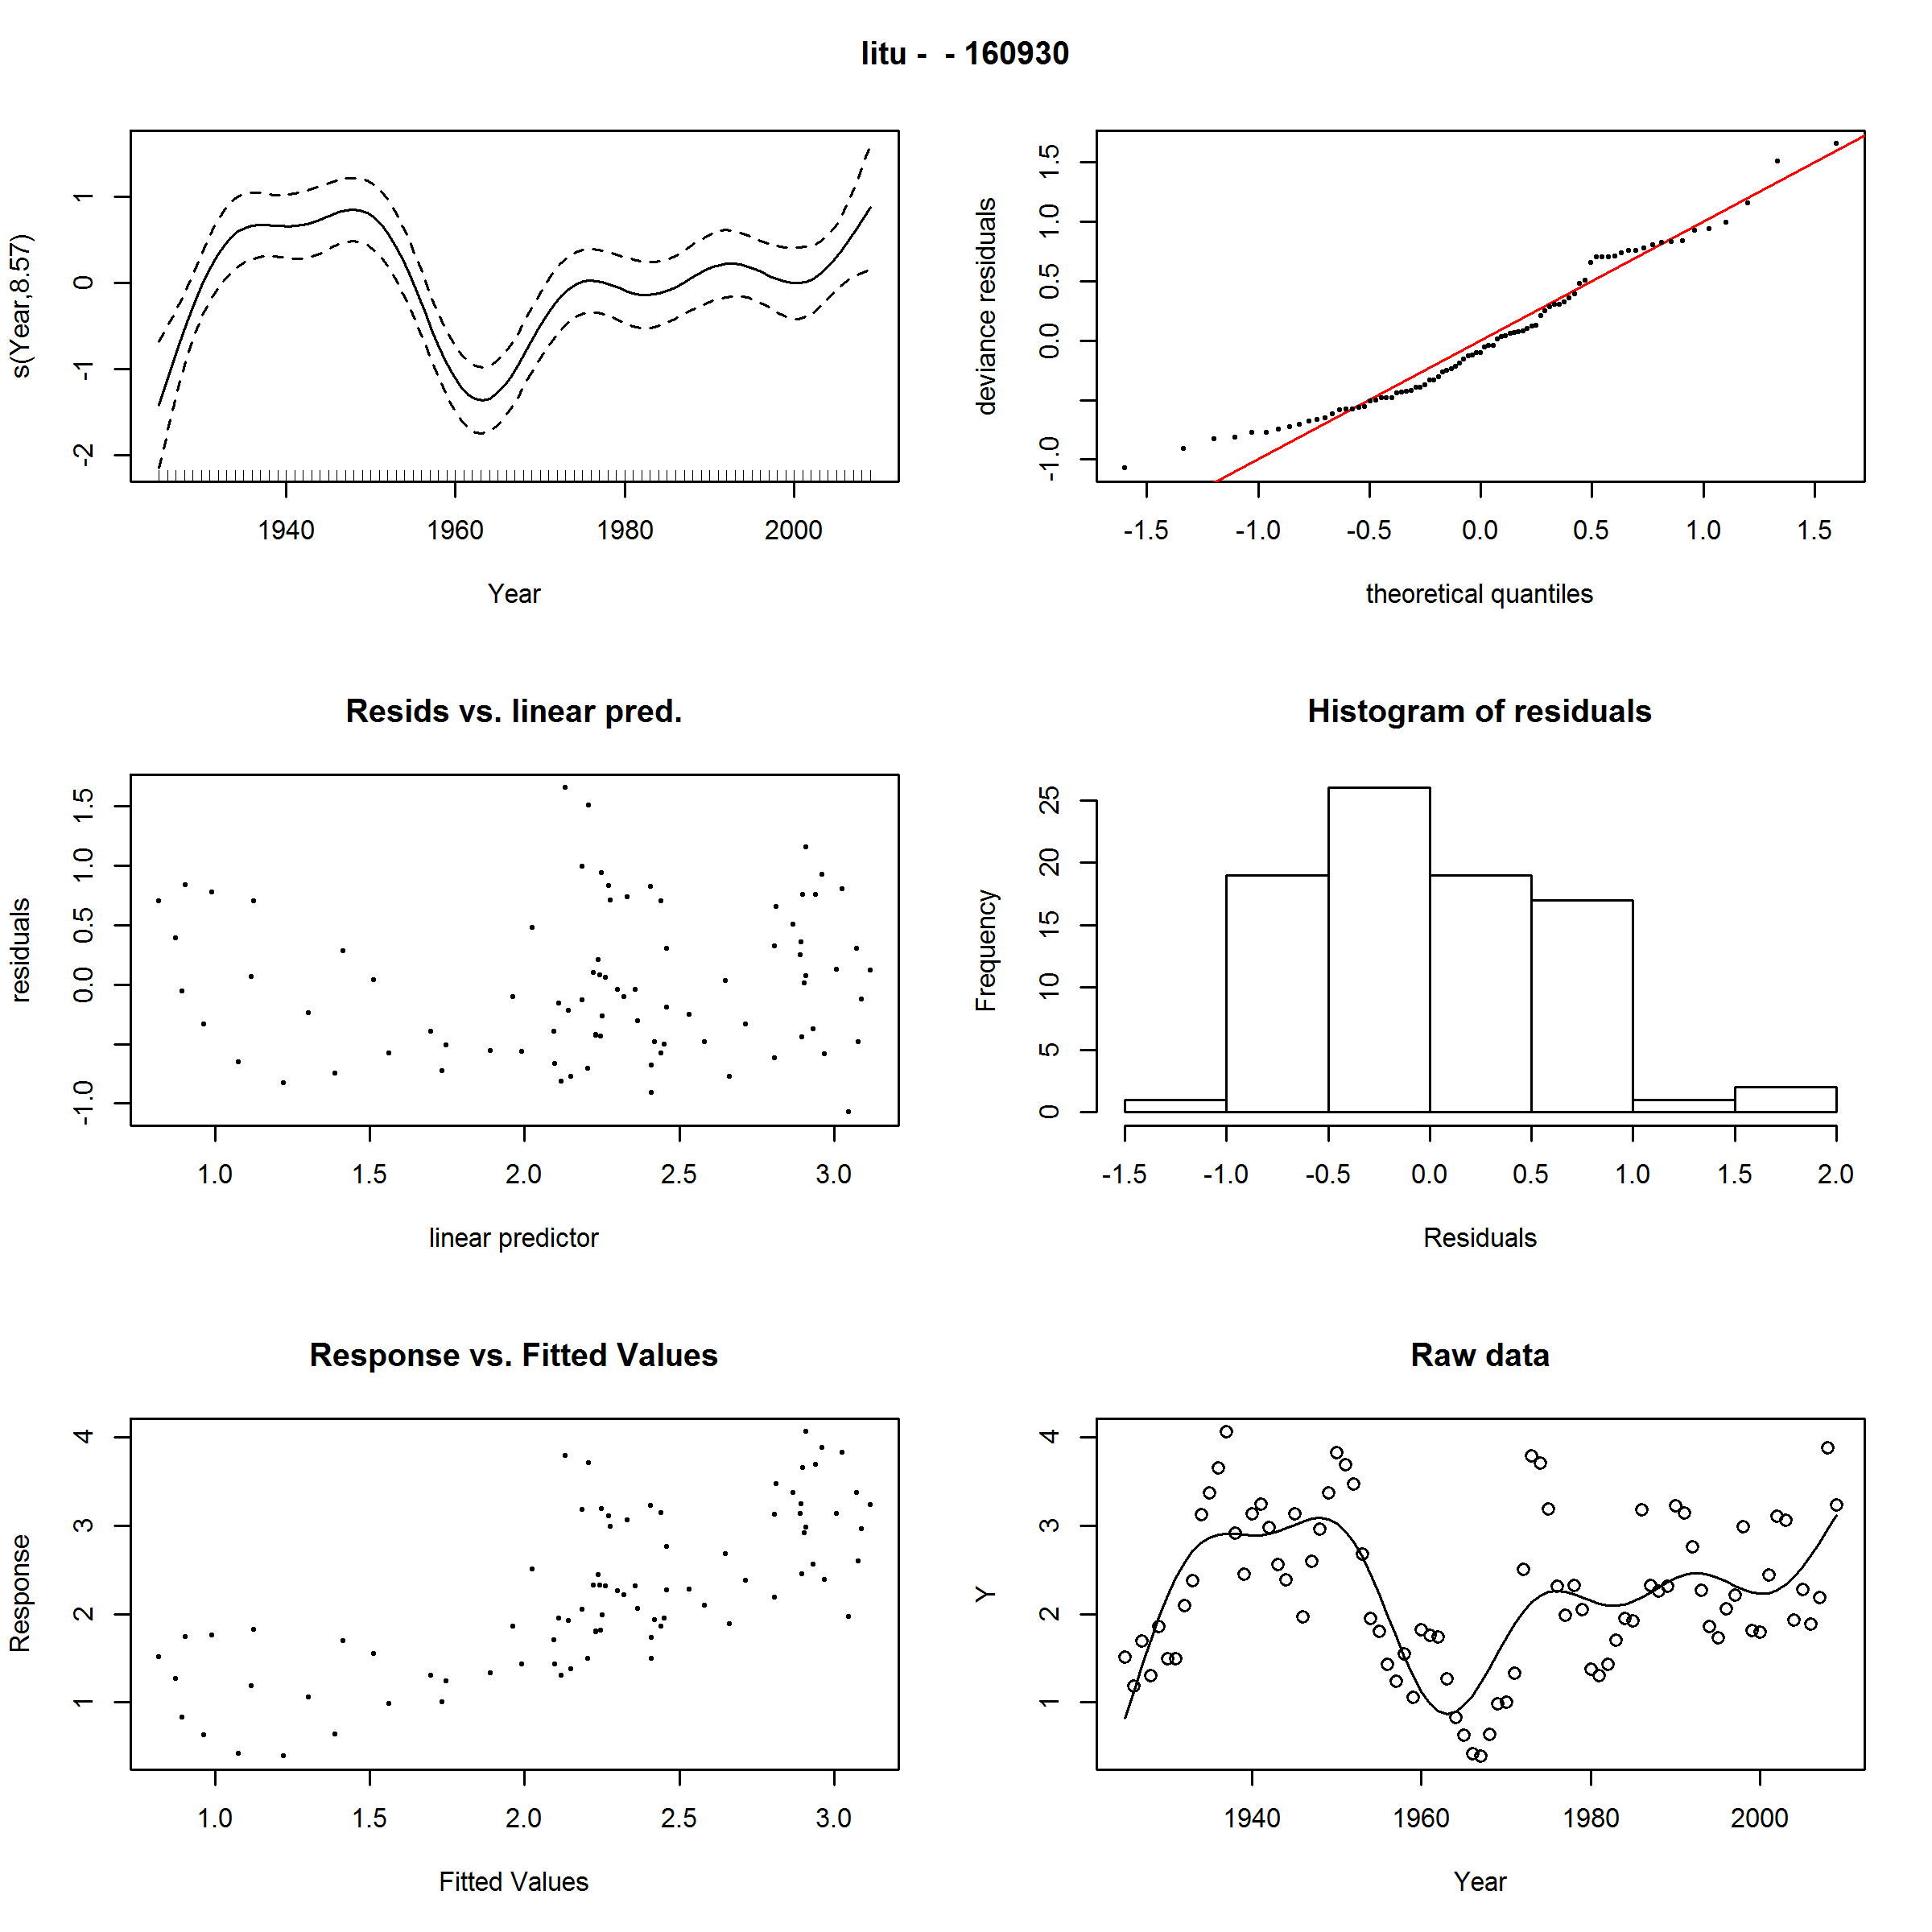 litu -  - 160930
s(Year,8.57)
1
0
-1
-2
1940 1960 1980 2000
Year
deviance residuals
1.5
1.0
0.5
0.0
-1.0
-1.5 -1.0 -0.5 0.0 0.5 1.0 1.5
theoretical quantiles
Resids vs. linear pred.
residuals
1.5
1.0
0.5
0.0
-1.0
1.0 1.5 2.0 2.5 3.0
linear predictor
Histogram of residuals
Frequency
25
20
15
10
5
0
-1.5 -1.0 -0.5 0.0 0.5 1.0 1.5 2.0
Residuals
Response vs. Fitted Values
Response
4
3
2
1
1.0 1.5 2.0 2.5 3.0
Fitted Values
Raw data
Y
4
3
2
1
1940 1960 1980 2000
Year